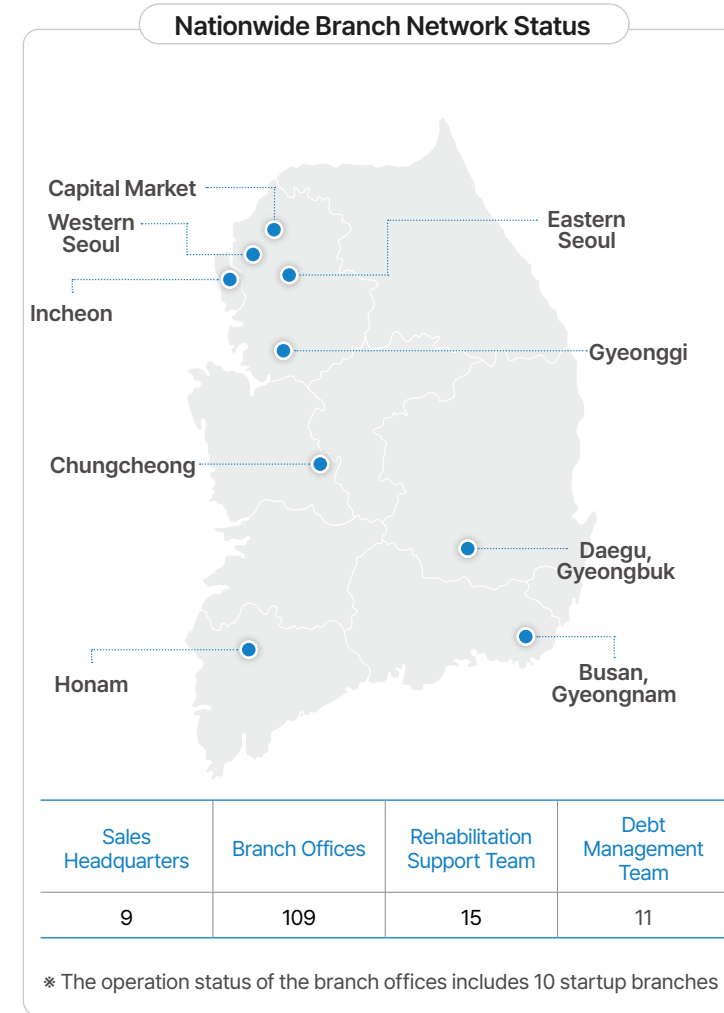 Nationwide Branch Network Status
Capital Market
Western
Seoul
Eastern
Seoul
Incheon
Gyeonggi
Chungcheong
Daegu,
Gyeongbuk
Honam
Busan,
Gyeongnam
Sales
Headquarters
Branch Offices
Rehabilitation
Support Team
Debt
Management
Team
9
109
15
11
※ The operation status of the branch offices includes 10 startup branches